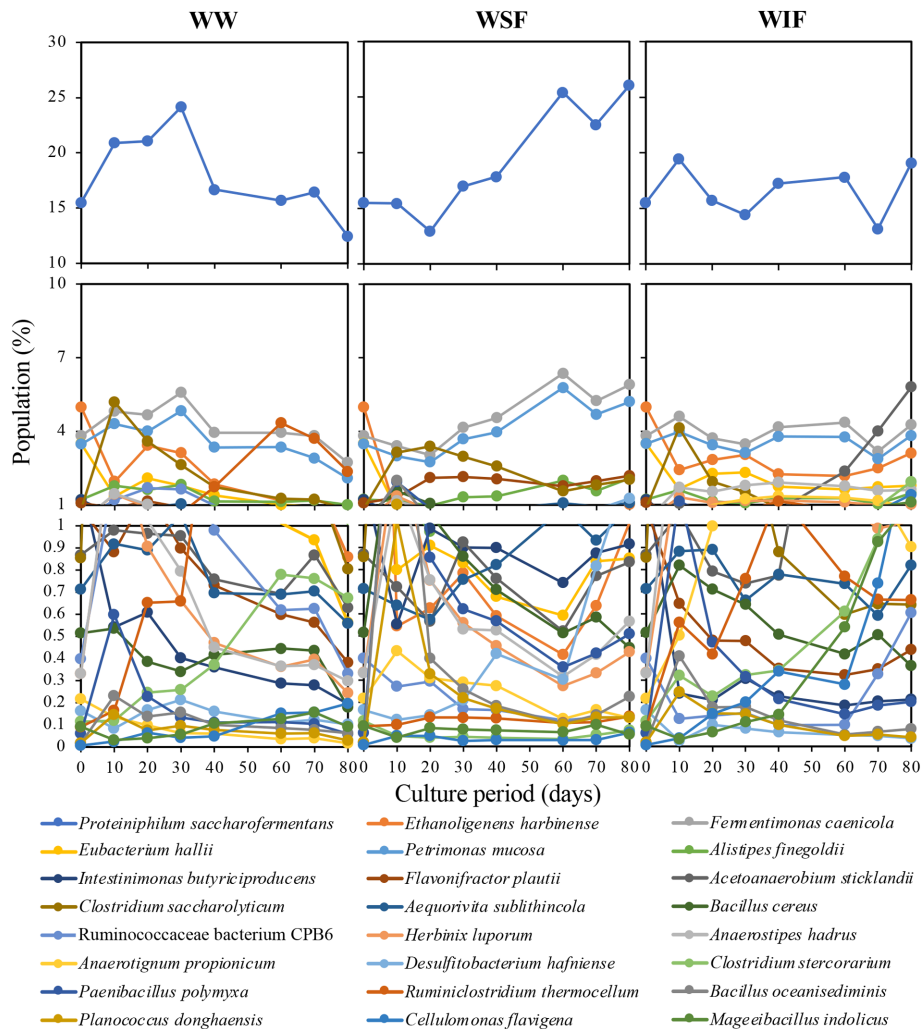 WW WSF WIF
30
25
20
15
10
10
7
4
1
1
0.9
0.8
0.7
0.6
0.5
0.4
0.3
0.2
0.1
0
Population (%)
0 10 20 30 40 50 60 70 80 0 10 20 30 40 50 60 70 80 0 10 20 30 40 50 60 70 80
Culture period (days)
Proteiniphilum saccharofermentans Ethanoligenens harbinense Fermentimonas caenicola
Eubacterium hallii Petrimonas mucosa Alistipes finegoldii
Intestinimonas butyriciproducens Flavonifractor plautii Acetoanaerobium sticklandii
Clostridium saccharolyticum Aequorivita sublithincola Bacillus cereus
Ruminococcaceae bacterium CPB6 Herbinix luporum Anaerostipes hadrus
Anaerotignum propionicum Desulfitobacterium hafniense Clostridium stercorarium
Paenibacillus polymyxa Ruminiclostridium thermocellum Bacillus oceanisediminis
Planococcus donghaensis Cellulomonas flavigena Mageeibacillus indolicus